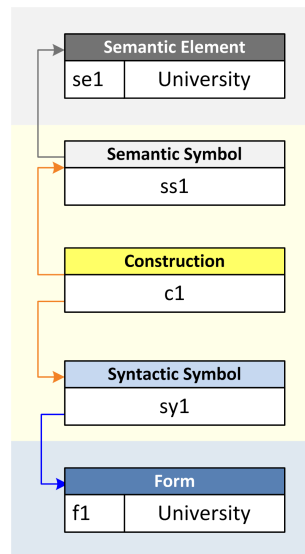 Semantic Element
se1 University
Semantic Symbol
ss1
Construction
c1
Syntactic Symbol
sy1
Form
f1 University